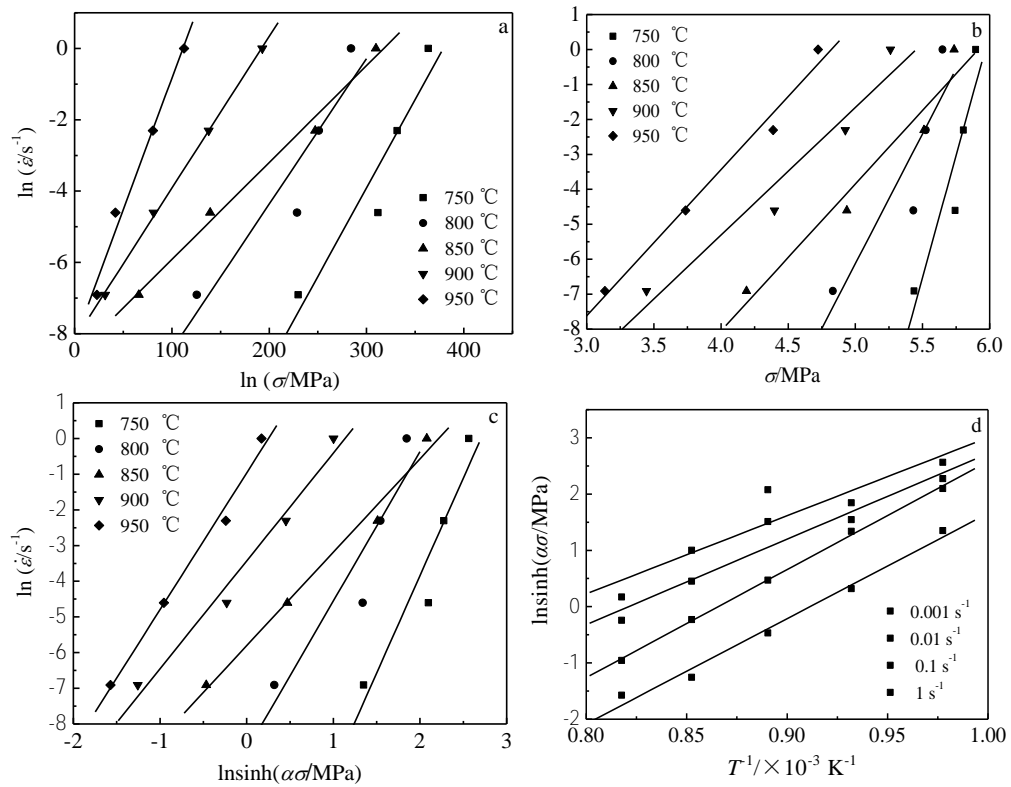 a
0
-2
-4
-6
-8
0 100 200 300 400
ln (ε̇/s⁻¹)
ln (σ/MPa)
750 ℃
800 ℃
850 ℃
900 ℃
950 ℃
b
1
0
-1
-2
-3
-4
-5
-6
-7
-8
3.0 3.5 4.0 4.5 5.0 5.5 6.0
ln (ε̇/s⁻¹)
σ/MPa
750 ℃
800 ℃
850 ℃
900 ℃
950 ℃
c
1
0
-1
-2
-3
-4
-5
-6
-7
-8
-2 -1 0 1 2 3
ln (ε̇/s⁻¹)
lnsinh(ασ/MPa)
750 ℃
800 ℃
850 ℃
900 ℃
950 ℃
d
3
2
1
0
-1
-2
0.80 0.85 0.90 0.95 1.00
lnsinh(ασ/MPa)
T⁻¹/×10⁻³ K⁻¹
0.001 s⁻¹
0.01 s⁻¹
0.1 s⁻¹
1 s⁻¹